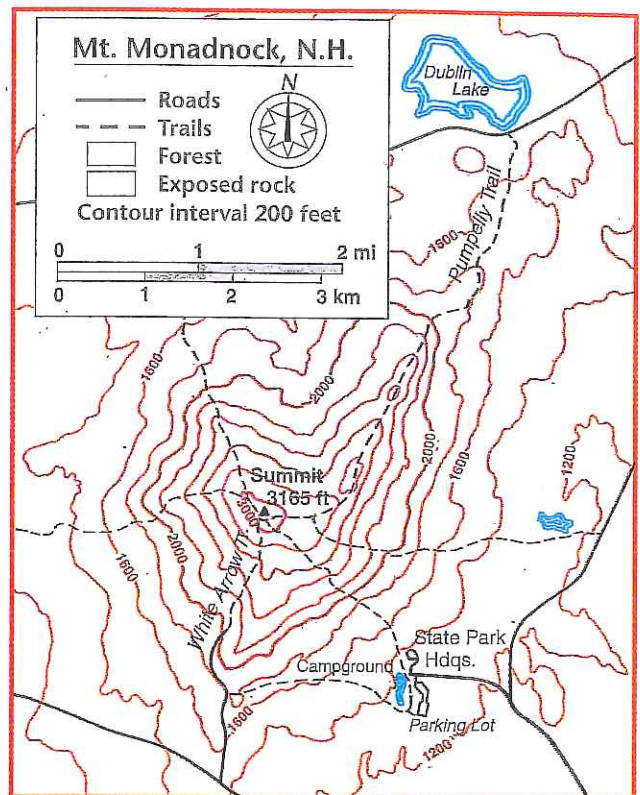 Mt. Monadnock, N.H.
N
Roads
Trails
Forest
Exposed rock
Contour interval 200 feet
0 1 2 mi
0 1 2 3 km
Dublin
Lake
Pumpelly Trail
1600
1600
2000
2000
1600
1200
Summit
3165 ft
3000
2000
White Arrow Tr.
State Park
Hdqs.
Campground
1600
Parking Lot
1200